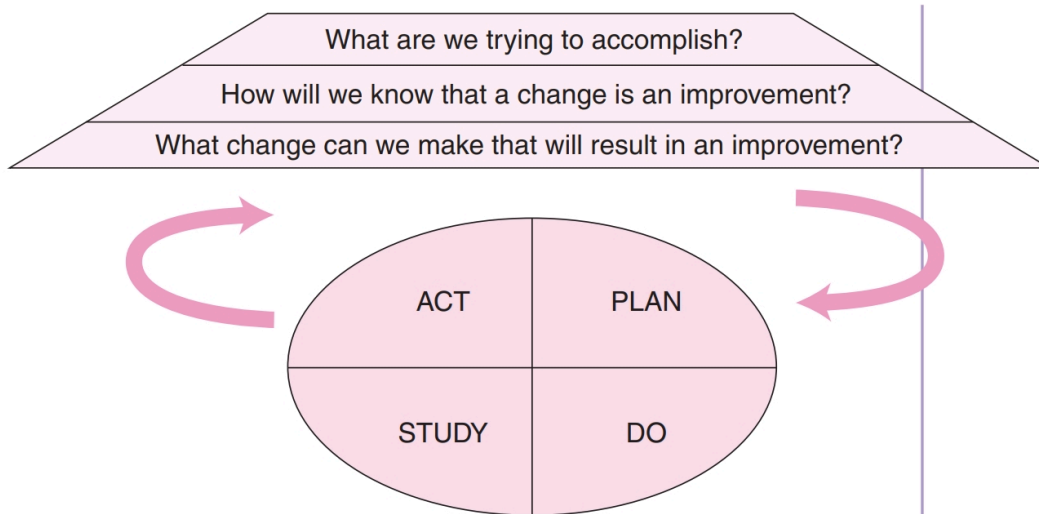 What are we trying to accomplish?
How will we know that a change is an improvement?
What change can we make that will result in an improvement?
ACT
PLAN
STUDY
DO